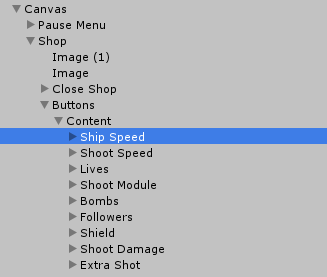 Canvas
Pause Menu
Shop
Image (1)
Image
Close Shop
Buttons
Content
Ship Speed
Shoot Speed
Lives
Shoot Module
Bombs
Followers
Shield
Shoot Damage
Extra Shot